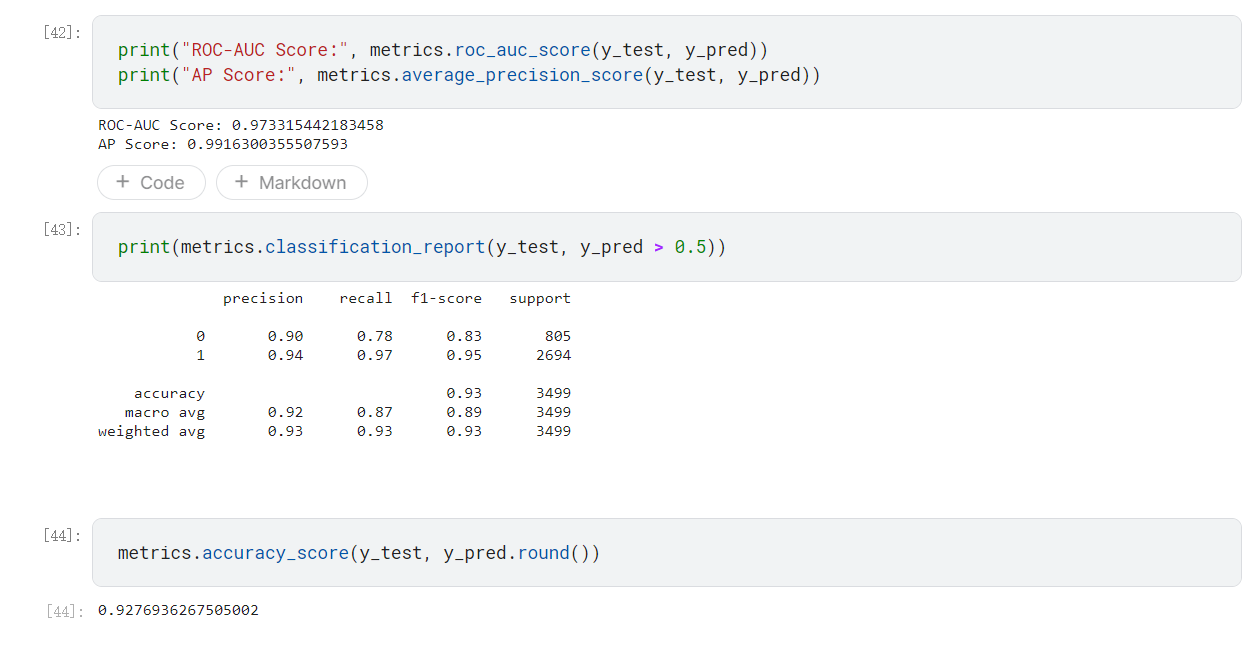 [42]:
print("ROC-AUC Score:", metrics.roc_auc_score(y_test, y_pred))
print("AP Score:", metrics.average_precision_score(y_test, y_pred))
ROC-AUC Score: 0.973315442183458
AP Score: 0.9916300355507593
+ Code + Markdown
[43]:
print(metrics.classification_report(y_test, y_pred > 0.5))
precision recall f1-score support
0 0.90 0.78 0.83 805
1 0.94 0.97 0.95 2694
accuracy 0.93 3499
macro avg 0.92 0.87 0.89 3499
weighted avg 0.93 0.93 0.93 3499
[44]:
metrics.accuracy_score(y_test, y_pred.round())
[44]: 0.9276936267505002